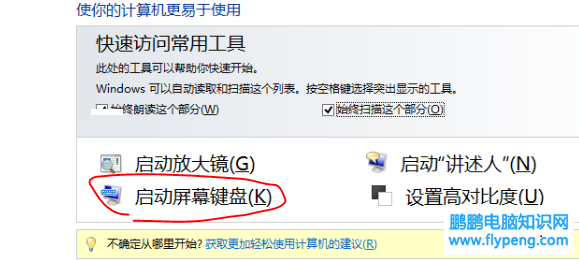 使你的计算机更易于使用
快速访问常用工具
此处的工具可以帮助你快速开始。
Windows 可以自动读取和扫描这个列表。按空格键选择突出显示的工具。
始终朗读这个部分(W) 始终扫描这个部分(O)
启动放大镜(G) 启动“讲述人”(N)
启动屏幕键盘(K) 设置高对比度(U)
不确定从哪里开始? 获取更加轻松使用计算机的建议(R)
鹏鹏电脑知识网
www.flypeng.com